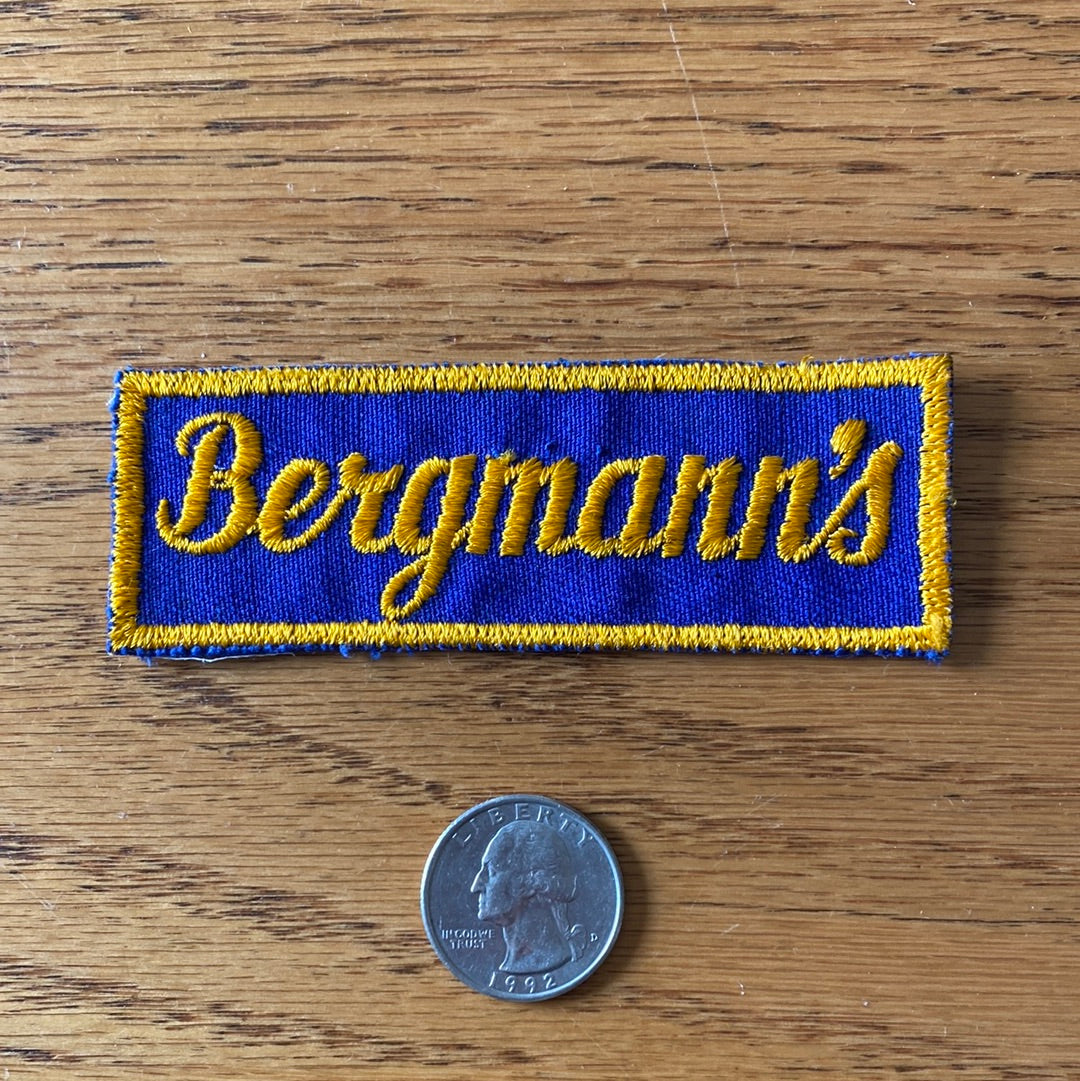 Bergmann's
LIBERTY
IN GOD WE
TRUST
D
1992